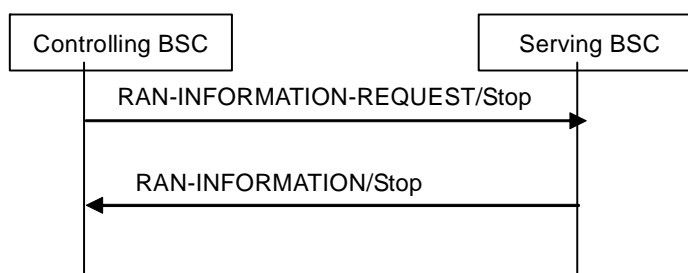 Controlling BSC
Serving BSC
RAN-INFORMATION-REQUEST/Stop
RAN-INFORMATION/Stop